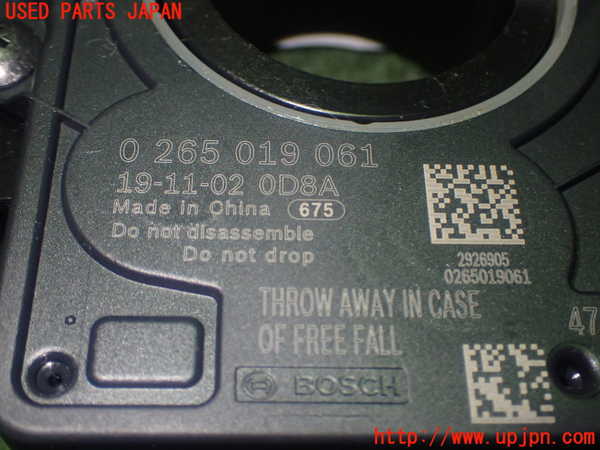 USED PARTS JAPAN
0 265 019 061
19-11-02 0D8A
Made in China 675
Do not disassemble
Do not drop
2926905
0265019061
THROW AWAY IN CASE
OF FREE FALL
47
BOSCH
http://www.upjpn.com/